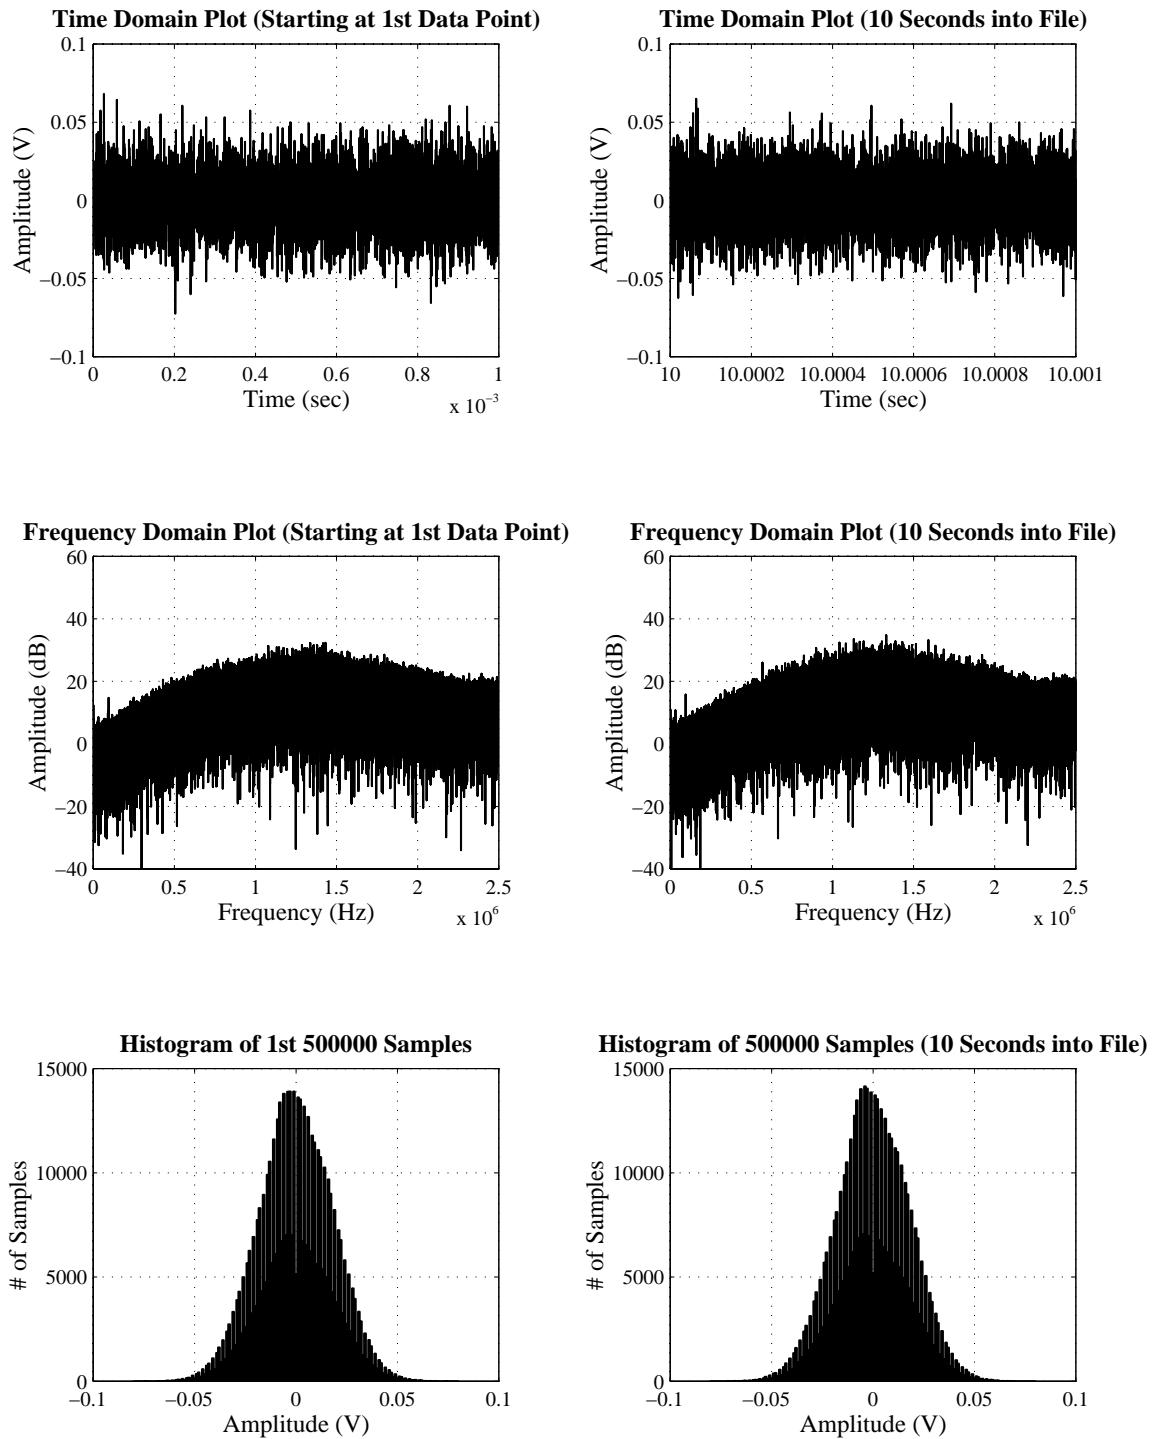 Time Domain Plot (Starting at 1st Data Point)
0.1
0.05
0
−0.05
−0.1
Amplitude (V)
0 0.2 0.4 0.6 0.8 1
Time (sec)
x 10⁻³
Time Domain Plot (10 Seconds into File)
0.1
0.05
0
−0.05
−0.1
Amplitude (V)
10 10.0002 10.0004 10.0006 10.0008 10.001
Time (sec)
Frequency Domain Plot (Starting at 1st Data Point)
60
40
20
0
−20
−40
Amplitude (dB)
0 0.5 1 1.5 2 2.5
Frequency (Hz)
x 10⁶
Frequency Domain Plot (10 Seconds into File)
60
40
20
0
−20
−40
Amplitude (dB)
0 0.5 1 1.5 2 2.5
Frequency (Hz)
x 10⁶
Histogram of 1st 500000 Samples
15000
10000
5000
0
# of Samples
−0.1 −0.05 0 0.05 0.1
Amplitude (V)
Histogram of 500000 Samples (10 Seconds into File)
15000
10000
5000
0
# of Samples
−0.1 −0.05 0 0.05 0.1
Amplitude (V)